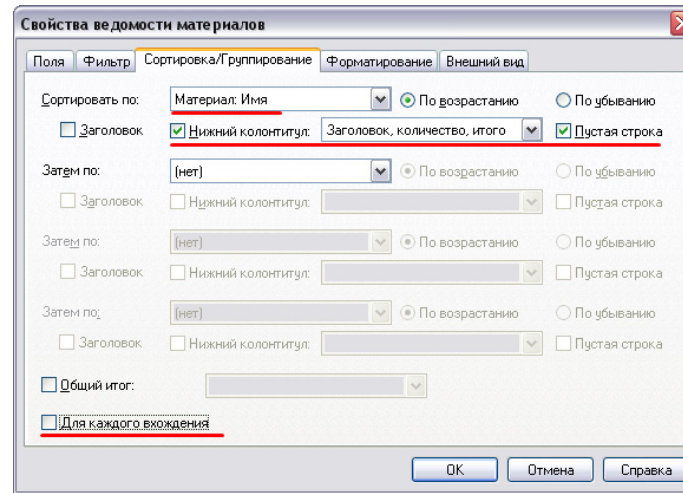 Свойства ведомости материалов
Поля Фильтр Сортировка/Группирование Форматирование Внешний вид
Сортировать по: Материал: Имя По возрастанию По убыванию
Заголовок Нижний колонтитул: Заголовок, количество, итого Пустая строка
Затем по: (нет) По возрастанию По убыванию
Заголовок Нижний колонтитул: Пустая строка
Затем по: (нет) По возрастанию По убыванию
Заголовок Нижний колонтитул: Пустая строка
Затем по: (нет) По возрастанию По убыванию
Заголовок Нижний колонтитул: Пустая строка
Общий итог:
Для каждого вхождения
OK Отмена Справка